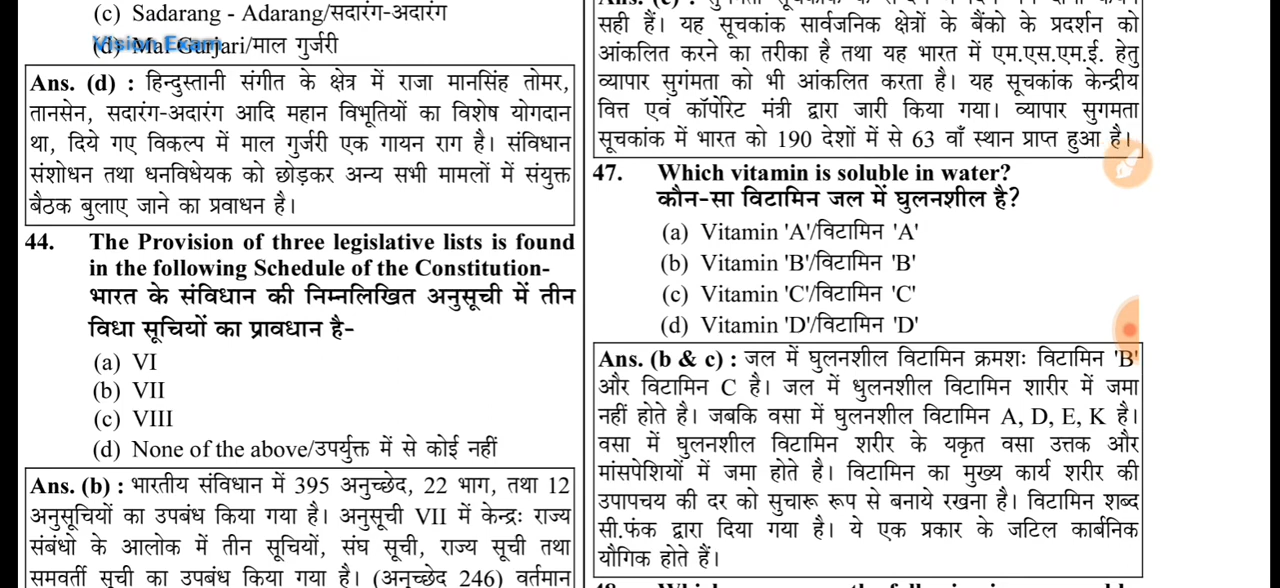 (c) Sadarang - Adarang/सदारंग-अदारंग
(d) Mal Gunjari/माल गुर्जरी
Vision Exam
Ans. (d) : हिन्दुस्तानी संगीत के क्षेत्र में राजा मानसिंह तोमर,
तानसेन, सदारंग-अदारंग आदि महान विभूतियों का विशेष योगदान
था, दिये गए विकल्प में माल गुर्जरी एक गायन राग है। संविधान
संशोधन तथा धनविधेयक को छोड़कर अन्य सभी मामलों में संयुक्त
बैठक बुलाए जाने का प्रवाधन है।
44. The Provision of three legislative lists is found
in the following Schedule of the Constitution-
भारत के संविधान की निम्नलिखित अनुसूची में तीन
विधा सूचियों का प्रावधान है-
(a) VI
(b) VII
(c) VIII
(d) None of the above/उपर्युक्त में से कोई नहीं
Ans. (b) : भारतीय संविधान में 395 अनुच्छेद, 22 भाग, तथा 12
अनुसूचियों का उपबंध किया गया है। अनुसूची VII में केन्द्रः राज्य
संबंधो के आलोक में तीन सूचियों, संघ सूची, राज्य सूची तथा
समवर्ती सूची का उपबंध किया गया है। (अनुच्छेद 246) वर्तमान
सही हैं। यह सूचकांक सार्वजनिक क्षेत्रों के बैंको के प्रदर्शन को
आंकलित करने का तरीका है तथा यह भारत में एम.एस.एम.ई. हेतु
व्यापार सुगंमता को भी आंकलित करता है। यह सूचकांक केन्द्रीय
वित्त एवं कॉर्पोरेट मंत्री द्वारा जारी किया गया। व्यापार सुगमता
सूचकांक में भारत को 190 देशों में से 63 वाँ स्थान प्राप्त हुआ है।
47. Which vitamin is soluble in water?
कौन-सा विटामिन जल में घुलनशील है?
(a) Vitamin 'A'/विटामिन 'A'
(b) Vitamin 'B'/विटामिन 'B'
(c) Vitamin 'C'/विटामिन 'C'
(d) Vitamin 'D'/विटामिन 'D'
Ans. (b & c) : जल में घुलनशील विटामिन क्रमशः विटामिन 'B'
और विटामिन C है। जल में धुलनशील विटामिन शारीर में जमा
नहीं होते है। जबकि वसा में घुलनशील विटामिन A, D, E, K है।
वसा में घुलनशील विटामिन शरीर के यकृत वसा उत्तक और
मांसपेशियों में जमा होते है। विटामिन का मुख्य कार्य शरीर की
उपापचय की दर को सुचारू रूप से बनाये रखना है। विटामिन शब्द
सी.फंक द्वारा दिया गया है। ये एक प्रकार के जटिल कार्बनिक
यौगिक होते हैं।